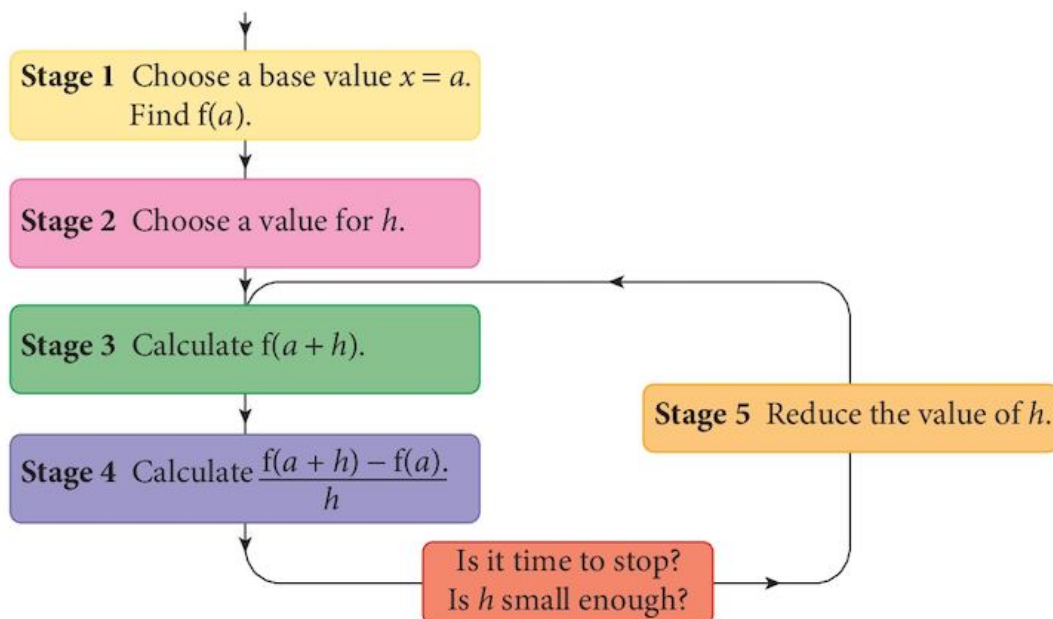 Stage 1 Choose a base value x = a.
Find f(a).
Stage 2 Choose a value for h.
Stage 3 Calculate f(a + h).
Stage 4 Calculate f(a + h) − f(a).
h
Stage 5 Reduce the value of h.
Is it time to stop?
Is h small enough?